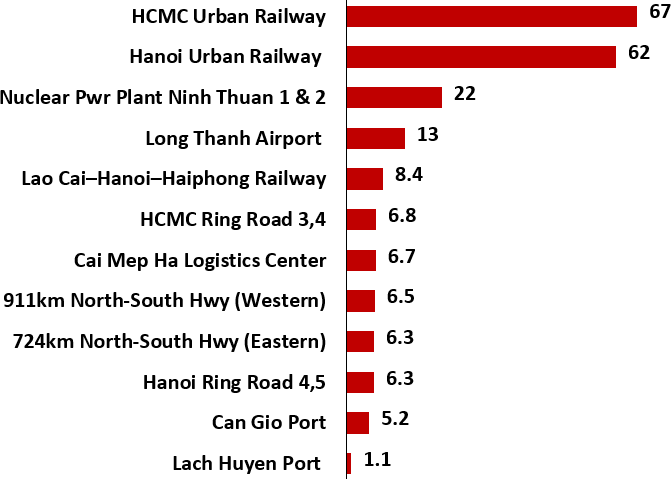 HCMC Urban Railway 67
Hanoi Urban Railway 62
Nuclear Pwr Plant Ninh Thuan 1 & 2 22
Long Thanh Airport 13
Lao Cai–Hanoi–Haiphong Railway 8.4
HCMC Ring Road 3,4 6.8
Cai Mep Ha Logistics Center 6.7
911km North-South Hwy (Western) 6.5
724km North-South Hwy (Eastern) 6.3
Hanoi Ring Road 4,5 6.3
Can Gio Port 5.2
Lach Huyen Port 1.1